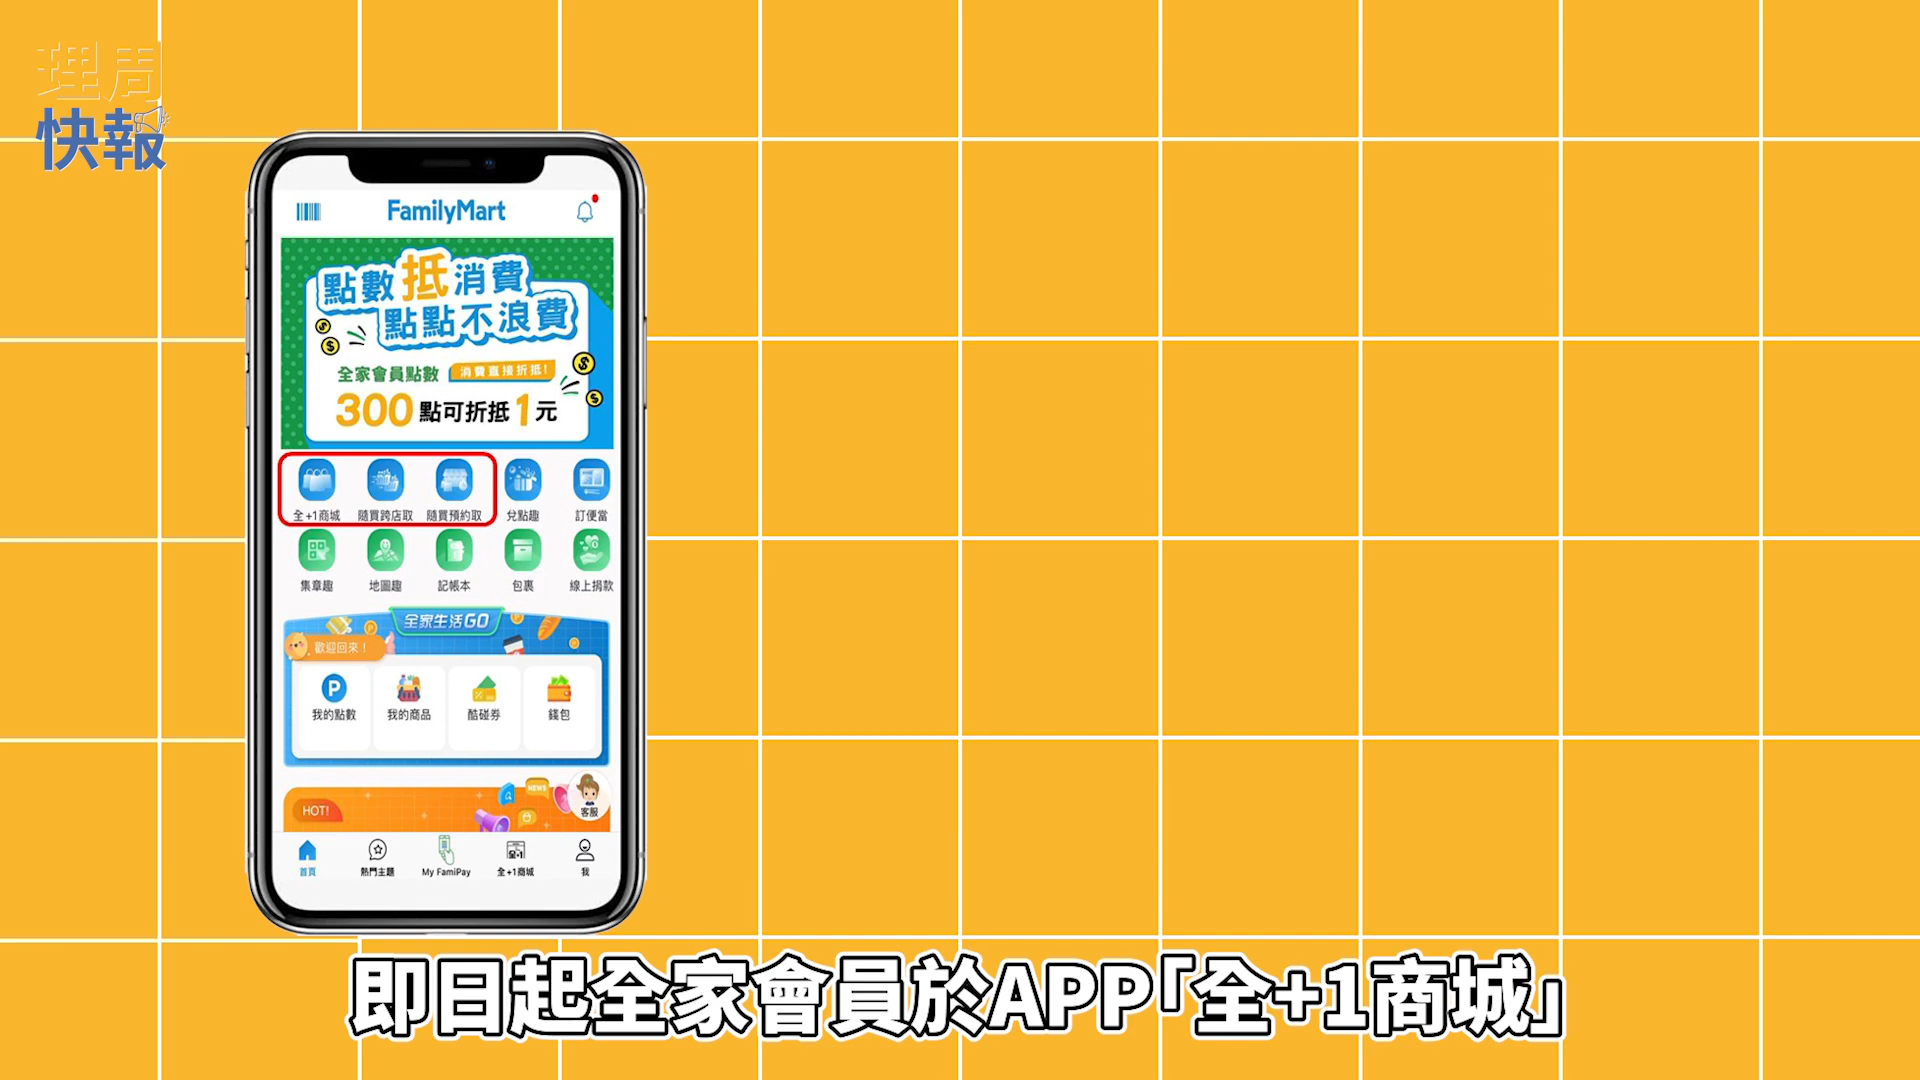 理周
快報
FamilyMart
點數抵消費
點點不浪費
全家會員點數 消費直接折抵!
300點可折抵1元
全+1商城 隨買跨店取 隨買預約取 兌點趣 訂便當
集章趣 地圖趣 記帳本 包裹 線上捐款
全家生活GO
歡迎回來！
我的點數 我的商品 酷碰券 錢包
HOT!
NEWS
客服
首頁 熱門主題 My FamiPay 全+1商城 我
即日起全家會員於APP「全+1商城」